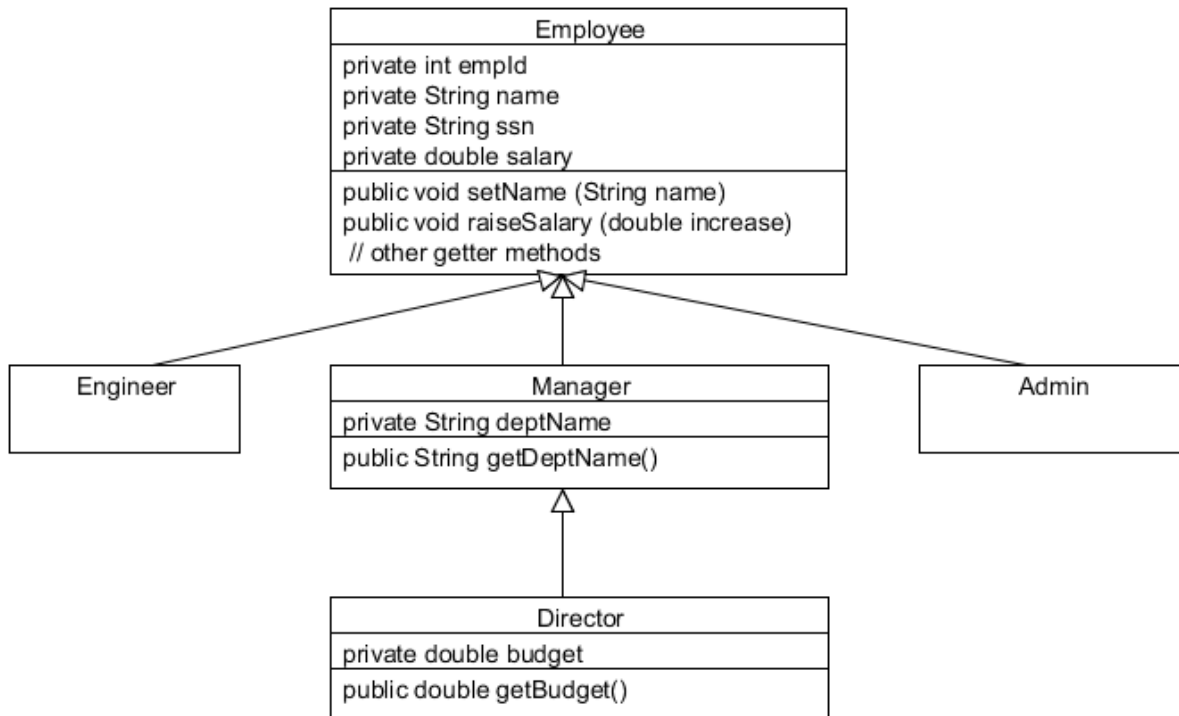 Employee
private int empId
private String name
private String ssn
private double salary
public void setName (String name)
public void raiseSalary (double increase)
// other getter methods
Engineer
Manager
private String deptName
public String getDeptName()
Admin
Director
private double budget
public double getBudget()